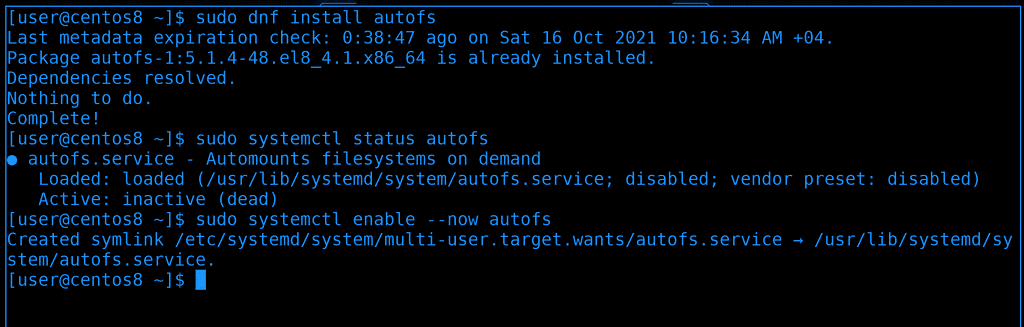 [user@centos8 ~]$ sudo dnf install autofs
Last metadata expiration check: 0:38:47 ago on Sat 16 Oct 2021 10:16:34 AM +04.
Package autofs-1:5.1.4-48.el8_4.1.x86_64 is already installed.
Dependencies resolved.
Nothing to do.
Complete!
[user@centos8 ~]$ sudo systemctl status autofs
● autofs.service - Automounts filesystems on demand
   Loaded: loaded (/usr/lib/systemd/system/autofs.service; disabled; vendor preset: disabled)
   Active: inactive (dead)
[user@centos8 ~]$ sudo systemctl enable --now autofs
Created symlink /etc/systemd/system/multi-user.target.wants/autofs.service → /usr/lib/systemd/sy
stem/autofs.service.
[user@centos8 ~]$